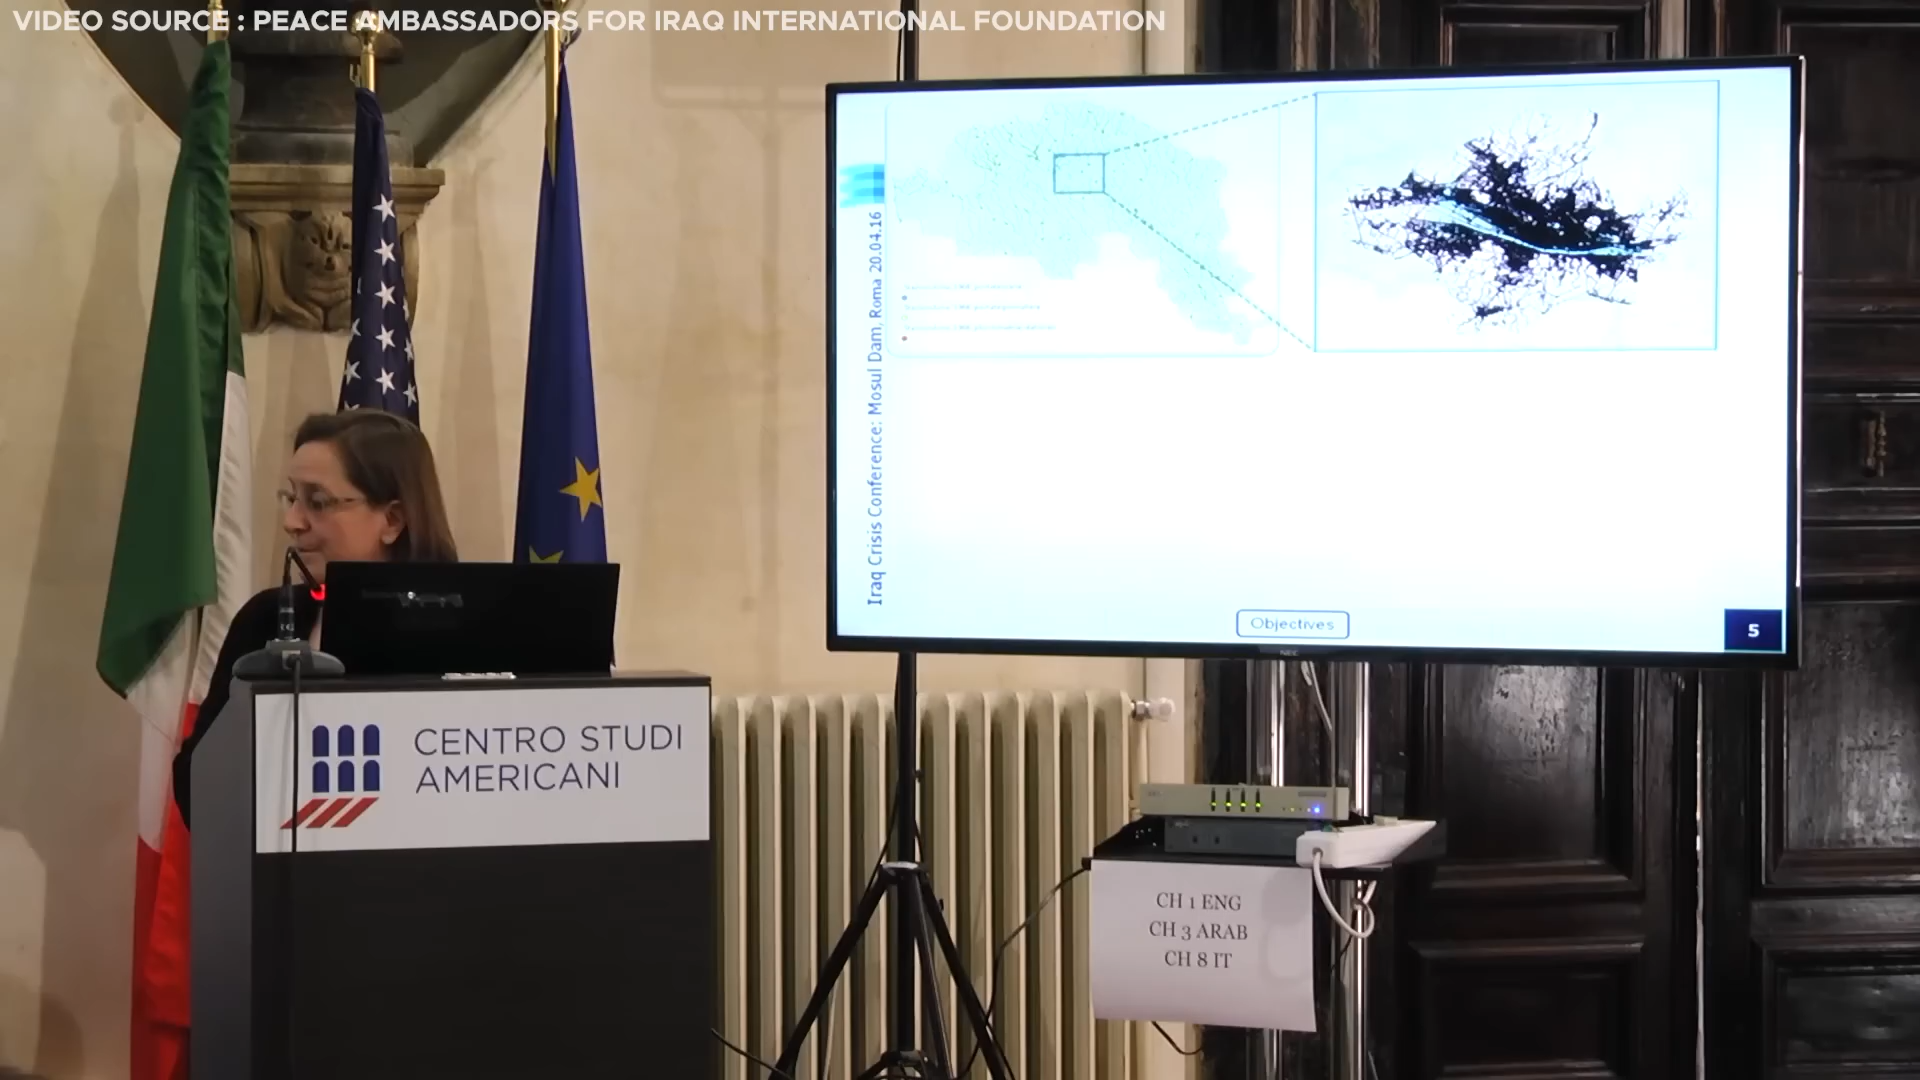 VIDEO SOURCE : PEACE AMBASSADORS FOR IRAQ INTERNATIONAL FOUNDATION
Iraq Crisis Conference: Mosul Dam, Roma 20.04.16
Objectives
5
NEC
CENTRO STUDI
AMERICANI
CH 1 ENG
CH 3 ARAB
CH 8 IT